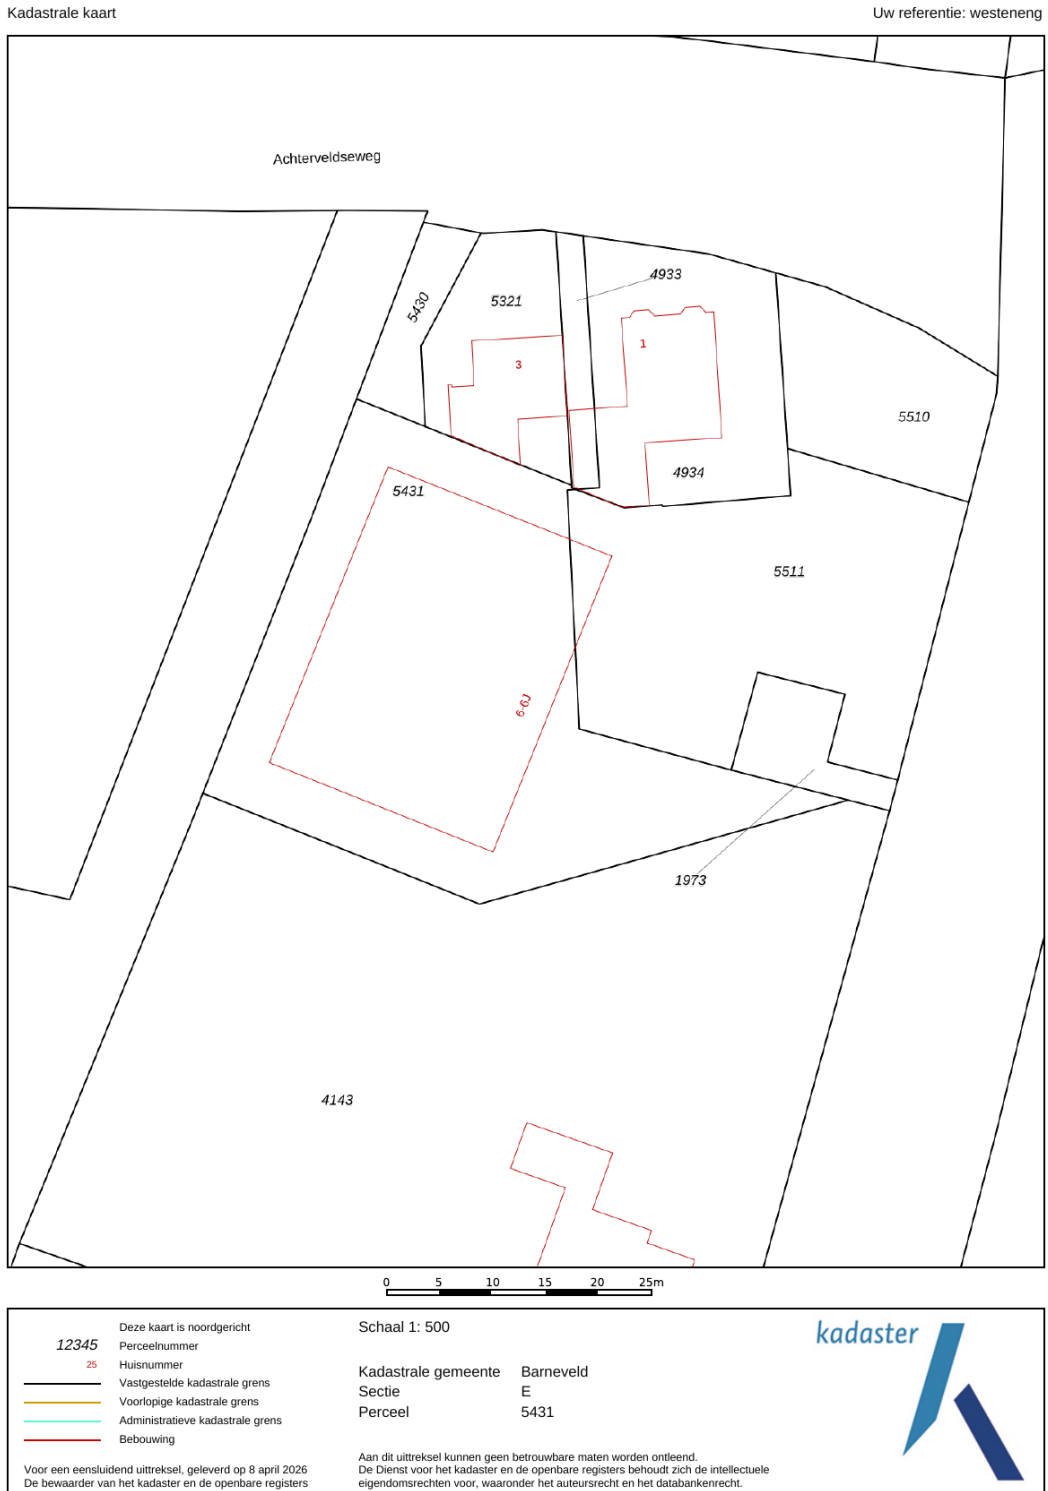 Kadastrale kaart
Uw referentie: westeneng
Achterveldseweg
4933
5430
5321
1
3
5510
4934
5431
5511
6-6J
1973
4143
0 5 10 15 20 25m
Deze kaart is noordgericht
12345 Perceelnummer
25 Huisnummer
Vastgestelde kadastrale grens
Voorlopige kadastrale grens
Administratieve kadastrale grens
Bebouwing
Voor een eensluidend uittreksel, geleverd op 8 april 2026
De bewaarder van het kadaster en de openbare registers
Schaal 1: 500
Kadastrale gemeente Barneveld
Sectie E
Perceel 5431
Aan dit uittreksel kunnen geen betrouwbare maten worden ontleend.
De Dienst voor het kadaster en de openbare registers behoudt zich de intellectuele
eigendomsrechten voor, waaronder het auteursrecht en het databankenrecht.
kadaster